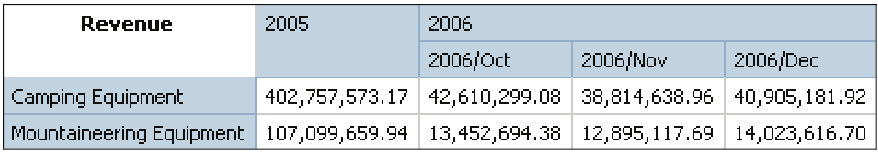 Revenue 2005 2006
2006/Oct 2006/Nov 2006/Dec
Camping Equipment 402,757,573.17 42,610,299.08 38,814,638.96 40,905,181.92
Mountaineering Equipment 107,099,659.94 13,452,694.38 12,895,117.69 14,023,616.70